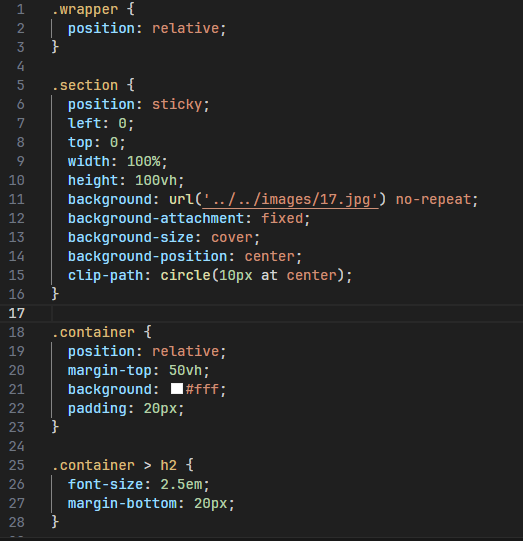 1 .wrapper {
2 position: relative;
3 }
4
5 .section {
6 position: sticky;
7 left: 0;
8 top: 0;
9 width: 100%;
10 height: 100vh;
11 background: url('../../images/17.jpg') no-repeat;
12 background-attachment: fixed;
13 background-size: cover;
14 background-position: center;
15 clip-path: circle(10px at center);
16 }
17
18 .container {
19 position: relative;
20 margin-top: 50vh;
21 background: #fff;
22 padding: 20px;
23 }
24
25 .container > h2 {
26 font-size: 2.5em;
27 margin-bottom: 20px;
28 }